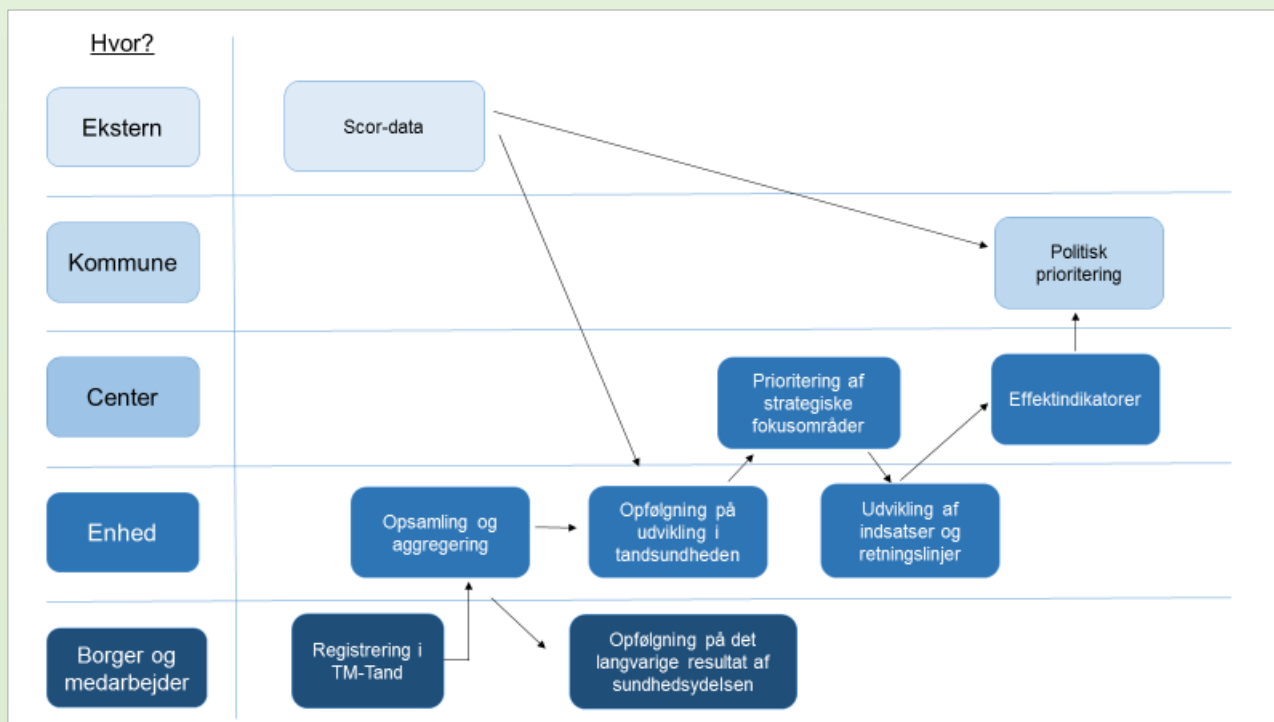 Hvor?
Ekstern
Scor-data
Kommune
Politisk
prioritering
Center
Prioritering af
strategiske
fokusområder
Effektindikatorer
Enhed
Opsamling og
aggregering
Opfølgning på
udvikling i
tandsundheden
Udvikling af
indsatser og
retningslinjer
Borger og
medarbejder
Registrering i
TM-Tand
Opfølgning på det
langvarige resultat af
sundhedsydelsen